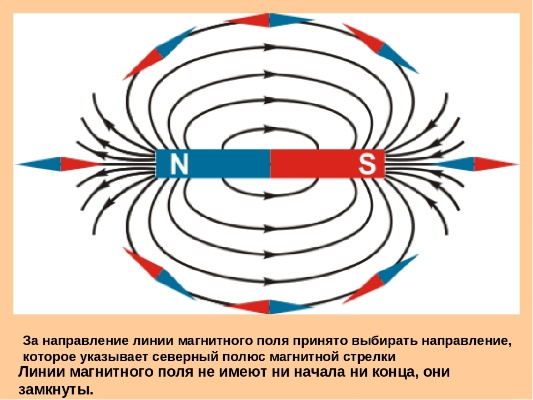 N S
За направление линии магнитного поля принято выбирать направление,
которое указывает северный полюс магнитной стрелки
Линии магнитного поля не имеют ни начала ни конца, они
замкнуты.